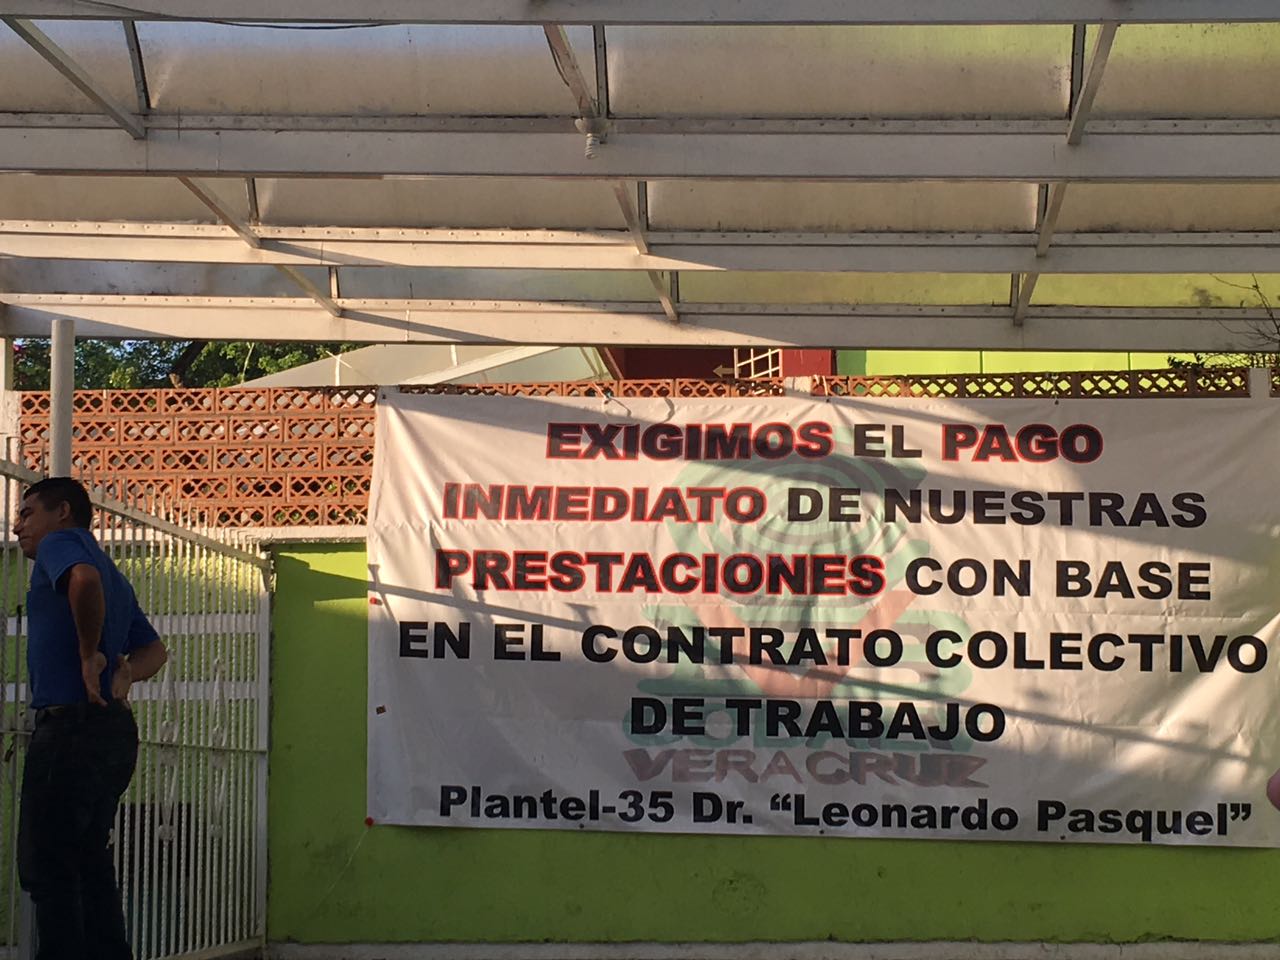 EXIGIMOS EL PAGO
INMEDIATO DE NUESTRAS
PRESTACIONES CON BASE
EN EL CONTRATO COLECTIVO
DE TRABAJO
VERACRUZ
Plantel-35 Dr. “Leonardo Pasquel”